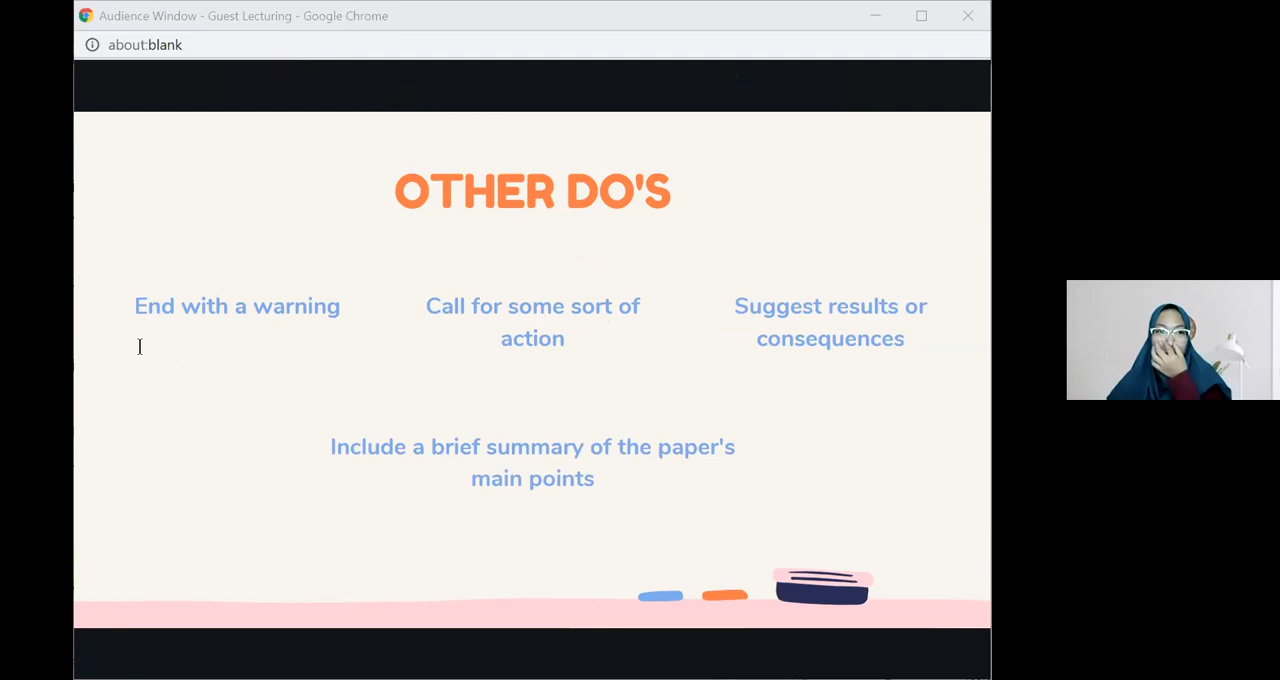 Audience Window - Guest Lecturing - Google Chrome
about:blank
OTHER DO'S
End with a warning
Call for some sort of
action
Suggest results or
consequences
Include a brief summary of the paper's
main points